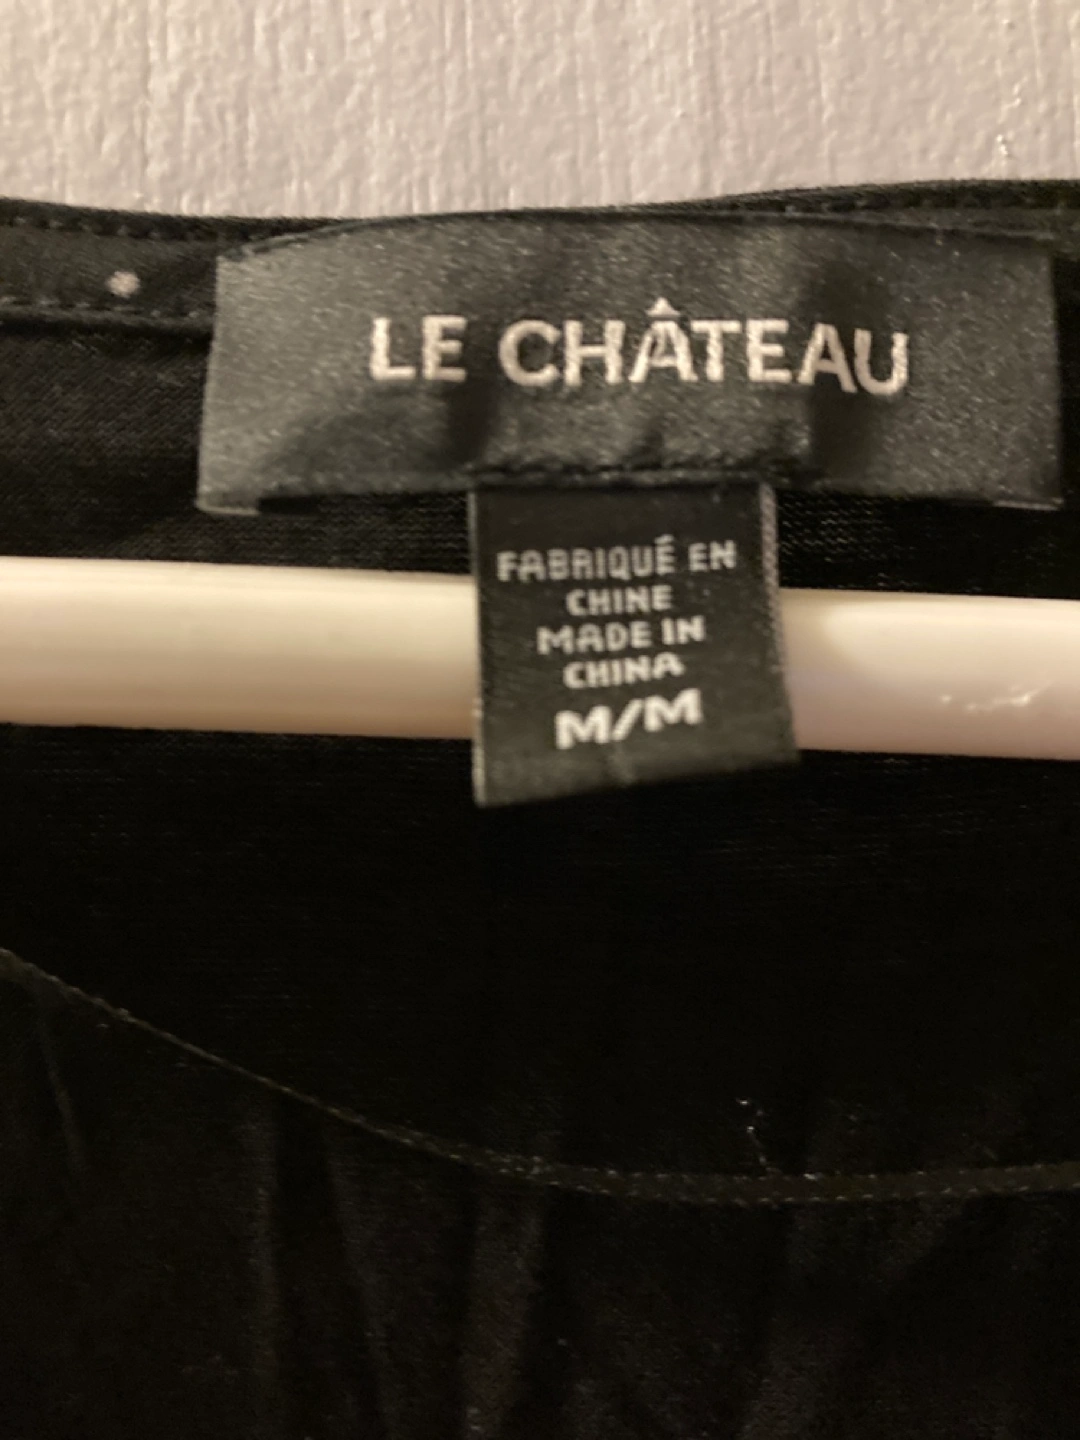 LE CHÂTEAU
FABRIQUÉ EN
CHINE
MADE IN
CHINA
M/M